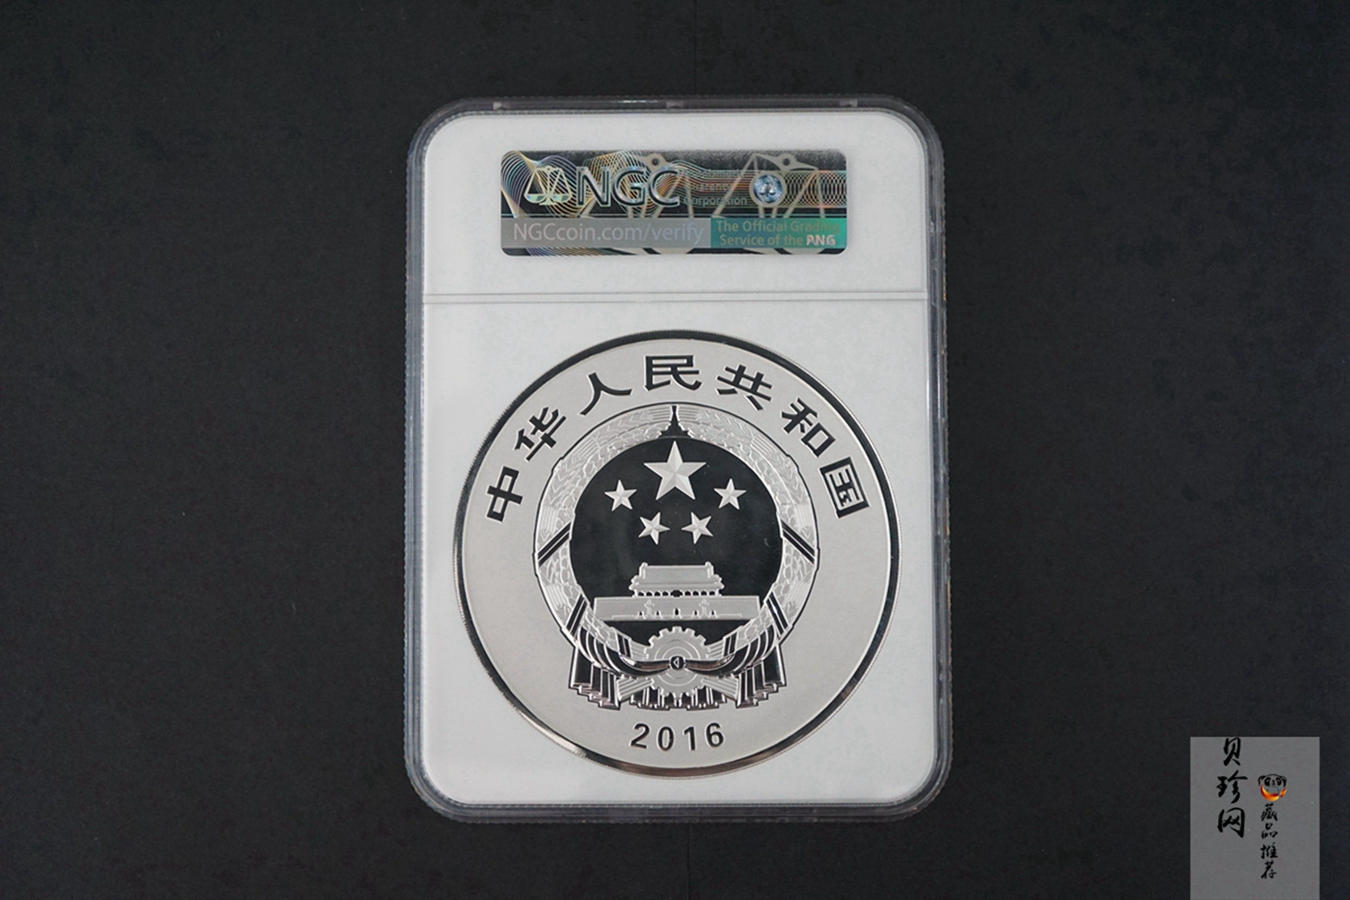 NGC
NGCcoin.com/verify
The Official Grading
Service of the PNG
Corporation
中华人民共和国
2016
贝珍网
藏品推荐